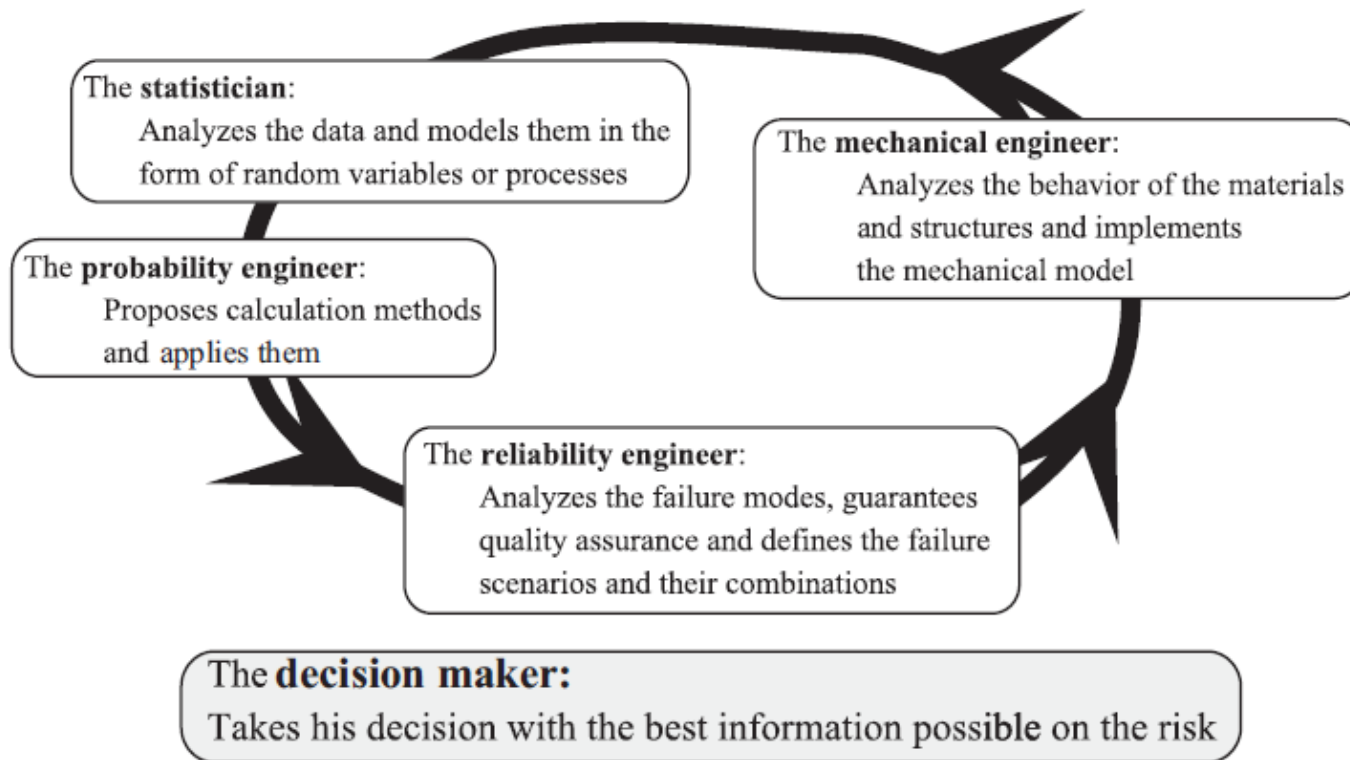 The statistician:
Analyzes the data and models them in the
form of random variables or processes
The mechanical engineer:
Analyzes the behavior of the materials
and structures and implements
the mechanical model
The probability engineer:
Proposes calculation methods
and applies them
The reliability engineer:
Analyzes the failure modes, guarantees
quality assurance and defines the failure
scenarios and their combinations
The decision maker:
Takes his decision with the best information possible on the risk